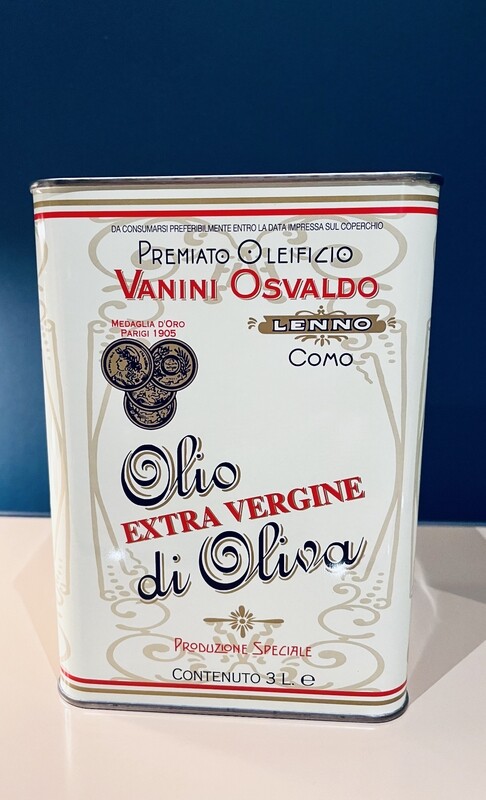 DA CONSUMARSI PREFERIBILMENTE ENTRO LA DATA IMPRESSA SUL COPERCHIO
PREMIATO OLEIFICIO
VANINI OSVALDO
MEDAGLIA D'ORO
PARIGI 1905
LENNO
COMO
Olio
EXTRA VERGINE
di Oliva
PRODUZIONE SPECIALE
CONTENUTO 3 L. e